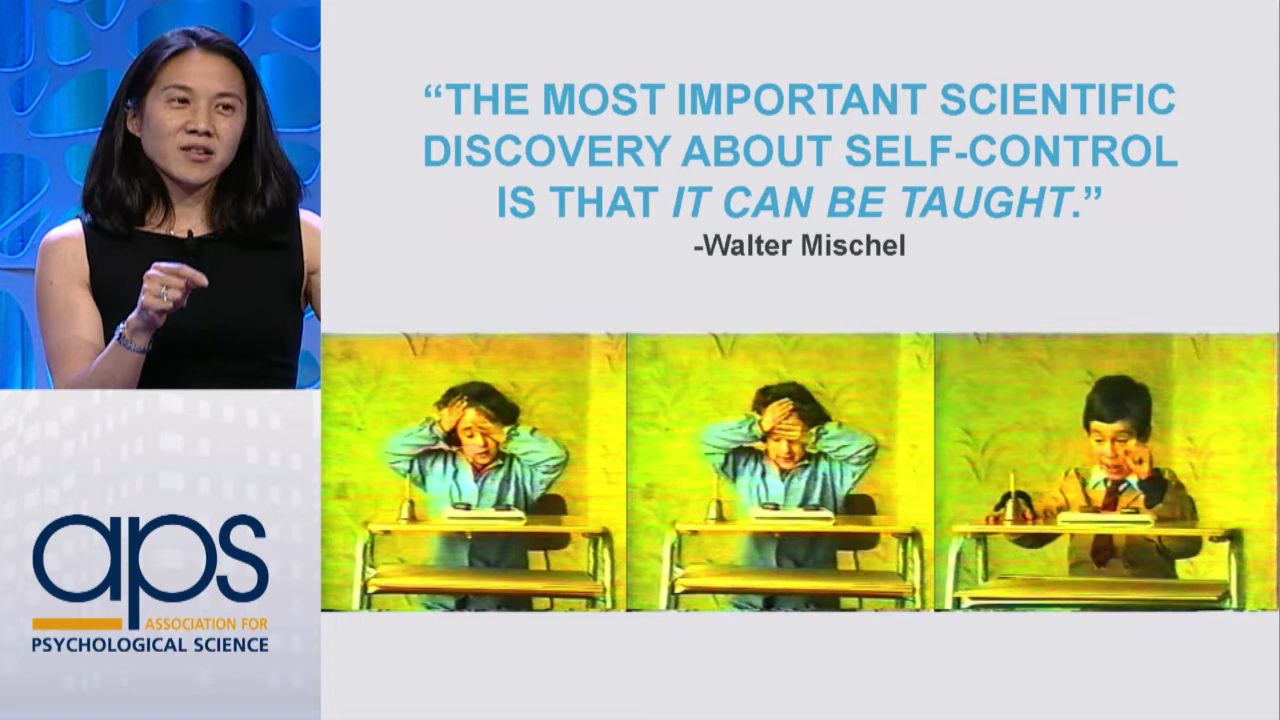 “THE MOST IMPORTANT SCIENTIFIC
DISCOVERY ABOUT SELF-CONTROL
IS THAT IT CAN BE TAUGHT.”
-Walter Mischel
aps
ASSOCIATION FOR
PSYCHOLOGICAL SCIENCE